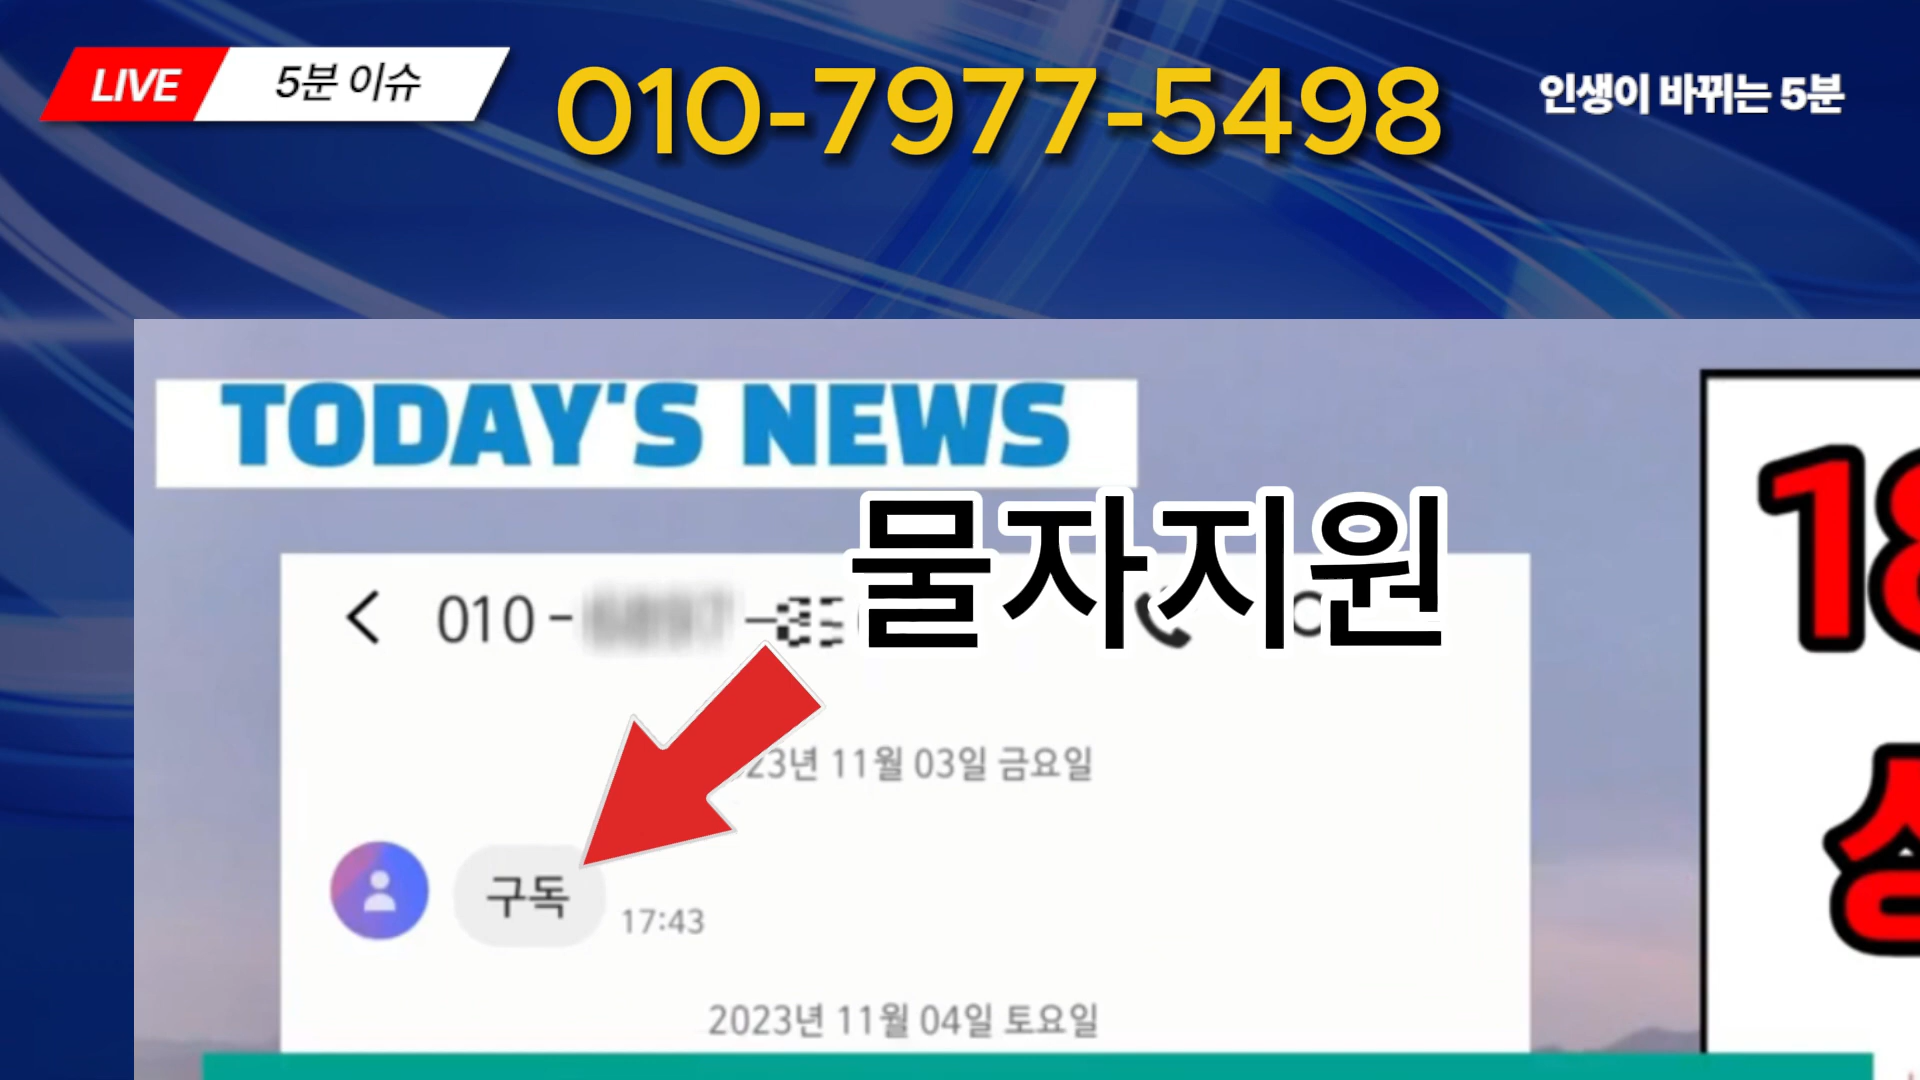 LIVE 5분 이슈
010-7977-5498
인생이 바뀌는 5분
TODAY'S NEWS
물자지원
010-
23년 11월 03일 금요일
구독
17:43
2023년 11월 04일 토요일